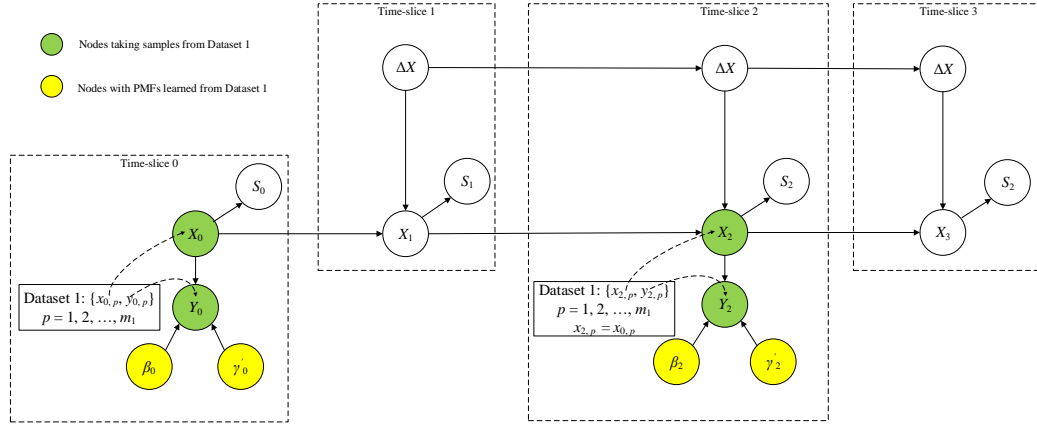 Nodes taking samples from Dataset 1
Nodes with PMFs learned from Dataset 1
Time-slice 0
S0
X0
Dataset 1: {x0, p, y0, p}
p = 1, 2, …, m1
Y0
β0
γ'0
Time-slice 1
ΔX
S1
X1
Time-slice 2
ΔX
S2
X2
Dataset 1: {x2, p, y2, p}
p = 1, 2, …, m1
x2, p = x0, p
Y2
β2
γ'2
Time-slice 3
ΔX
S2
X3